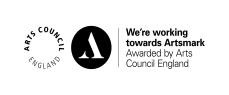 ARTS COUNCIL
ENGLAND
A
We're working
towards Artsmark
Awarded by Arts
Council England